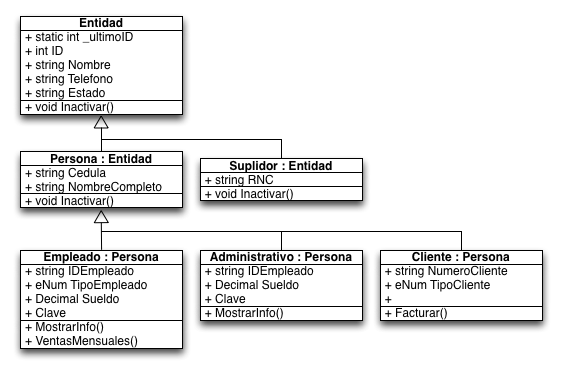 Entidad
+ static int _ultimoID
+ int ID
+ string Nombre
+ string Telefono
+ string Estado
+ void Inactivar()
Persona : Entidad
+ string Cedula
+ string NombreCompleto
+ void Inactivar()
Suplidor : Entidad
+ string RNC
+ void Inactivar()
Empleado : Persona
+ string IDEmpleado
+ eNum TipoEmpleado
+ Decimal Sueldo
+ Clave
+ MostrarInfo()
+ VentasMensuales()
Administrativo : Persona
+ string IDEmpleado
+ Decimal Sueldo
+ Clave
+ MostrarInfo()
Cliente : Persona
+ string NumeroCliente
+ eNum TipoCliente
+
+ Facturar()